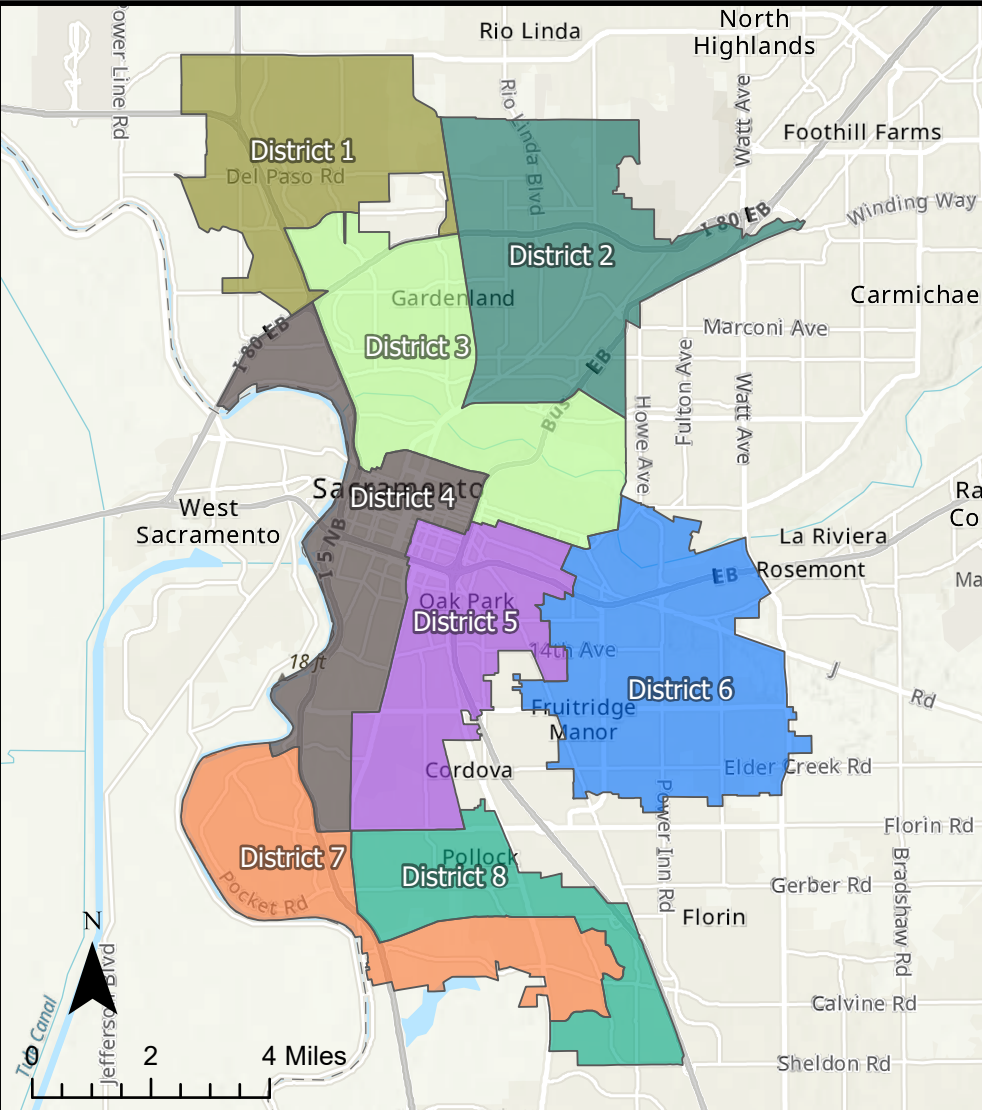 Power Line Rd
Rio Linda
North
Highlands
Rio Linda Blvd
Watt Ave
Foothill Farms
District 1
Del Paso Rd
I 80 EB
Winding Way
District 2
Carmichae
Gardenland
I 80 EB
District 3
EB
Marconi Ave
Fulton Ave
Watt Ave
Howe Ave
Bus
Sacramento
District 4
West
Sacramento
I 5 NB
Ra
Co
La Riviera
EB
Rosemont
Ma
Oak Park
District 5
14th Ave
18 ft
District 6
J
Rd
Fruitridge
Manor
Cordova
Elder Creek Rd
Power Inn Rd
Florin Rd
District 7
Pollock
District 8
Pocket Rd
Gerber Rd
Bradshaw Rd
Florin
N
Jefferson Blvd
Calvine Rd
Canal
0 2 4 Miles
Sheldon Rd